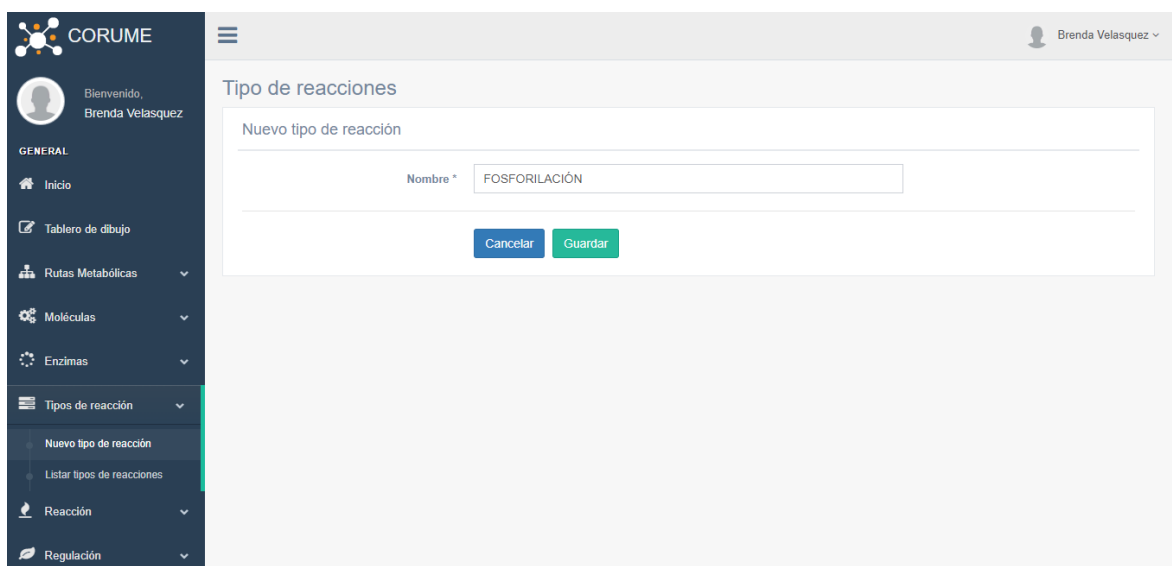 CORUME
Brenda Velasquez
Bienvenido,
Brenda Velasquez
GENERAL
Inicio
Tablero de dibujo
Rutas Metabólicas
Moléculas
Enzimas
Tipos de reacción
Nuevo tipo de reacción
Listar tipos de reacciones
Reacción
Regulación
Tipo de reacciones
Nuevo tipo de reacción
Nombre * FOSFORILACIÓN
Cancelar Guardar